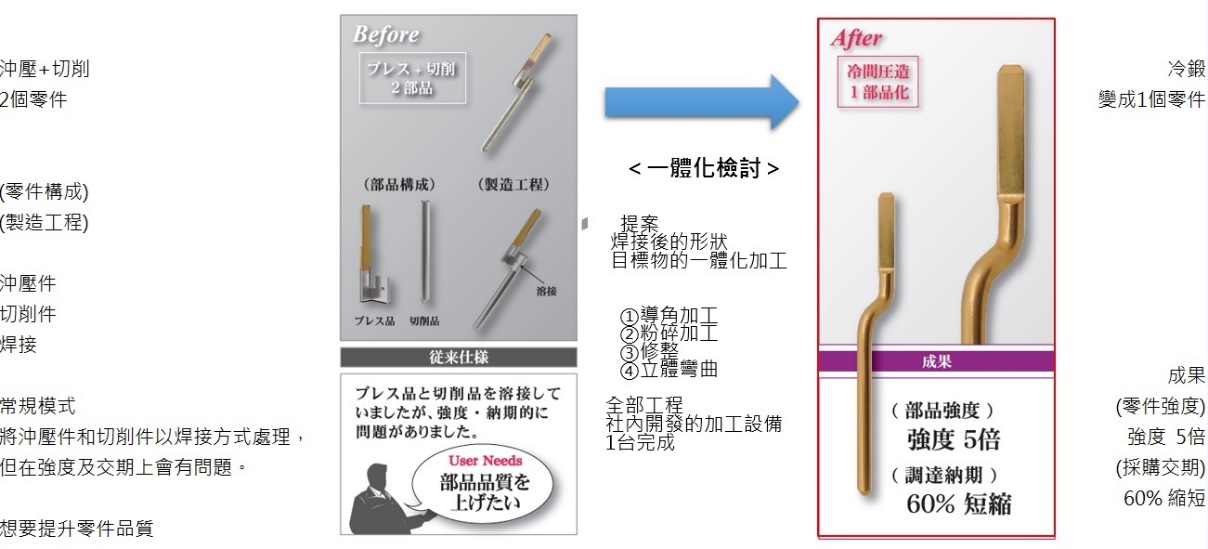 沖壓+切削
2個零件
(零件構成)
(製造工程)
沖壓件
切削件
焊接
常規模式
將沖壓件和切削件以焊接方式處理，
但在強度及交期上會有問題。
想要提升零件品質
Before
プレス+切削
2部品
（部品構成）
（製造工程）
溶接
プレス品
切削品
従来仕様
プレス品と切削品を溶接して
いましたが、強度・納期的に
問題がありました。
User Needs
部品品質を
上げたい
＜一體化檢討＞
提案
焊接後的形狀
目標物的一體化加工
①導角加工
②粉碎加工
③修整
④立體彎曲
全部工程
社內開發的加工設備
1台完成
After
冷間圧造
1部品化
成果
（部品強度）
強度 5倍
（調達納期）
60% 短縮
冷鍛
變成1個零件
成果
(零件強度)
強度 5倍
(採購交期)
60% 縮短